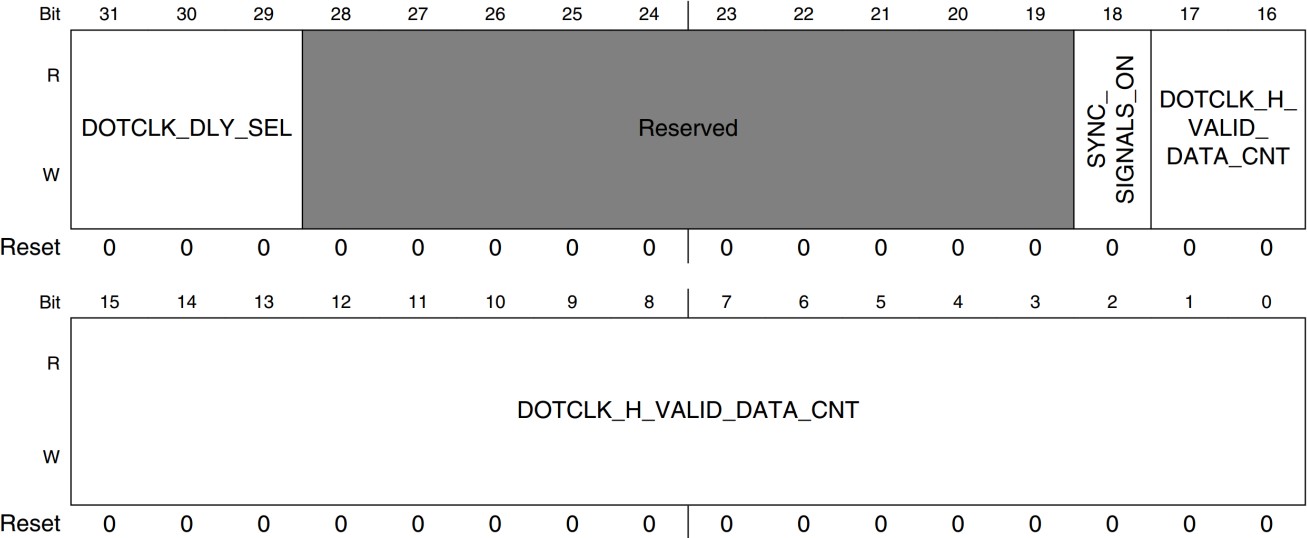 Bit 31 30 29 28 27 26 25 24 23 22 21 20 19 18 17 16
R
W
DOTCLK_DLY_SEL
Reserved
SYNC_
SIGNALS_ON
DOTCLK_H_
VALID_
DATA_CNT
Reset 0 0 0 0 0 0 0 0 0 0 0 0 0 0 0 0
Bit 15 14 13 12 11 10 9 8 7 6 5 4 3 2 1 0
R
W
DOTCLK_H_VALID_DATA_CNT
Reset 0 0 0 0 0 0 0 0 0 0 0 0 0 0 0 0